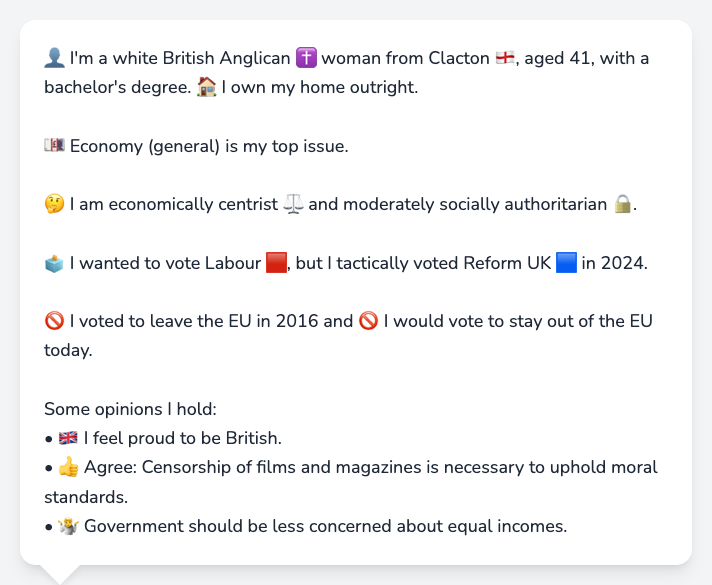 👤 I'm a white British Anglican ✝️ woman from Clacton 🏴󠁧󠁢󠁥󠁮󠁧󠁿, aged 41, with a
bachelor's degree. 🏠 I own my home outright.
💷 Economy (general) is my top issue.
🤔 I am economically centrist ⚖️ and moderately socially authoritarian 🔒.
🗳️ I wanted to vote Labour 🟥, but I tactically voted Reform UK 🟦 in 2024.
🚫 I voted to leave the EU in 2016 and 🚫 I would vote to stay out of the EU
today.
Some opinions I hold:
• 🇬🇧 I feel proud to be British.
• 👍 Agree: Censorship of films and magazines is necessary to uphold moral
standards.
• 🤷 Government should be less concerned about equal incomes.